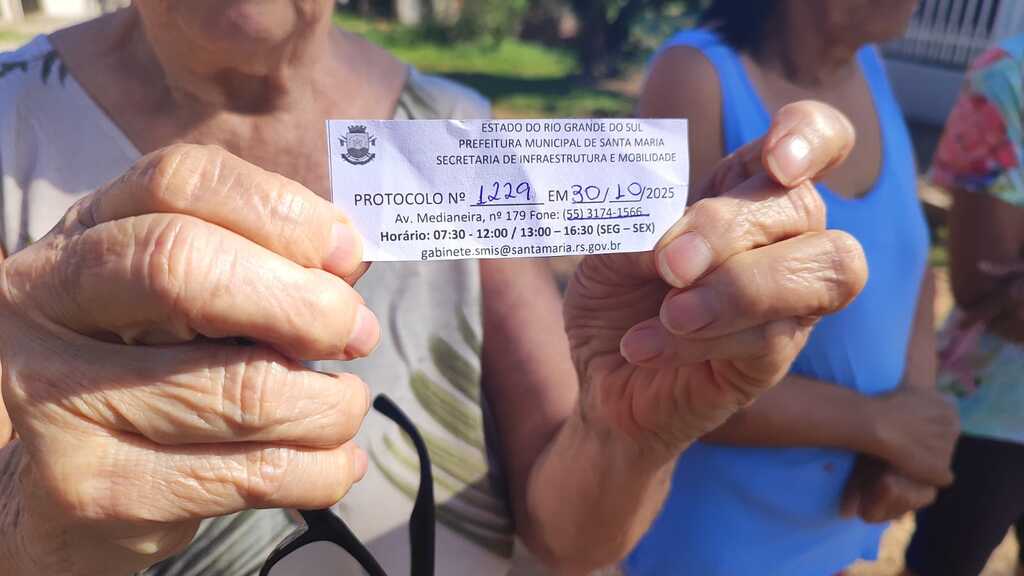 ESTADO DO RIO GRANDE DO SUL
PREFEITURA MUNICIPAL DE SANTA MARIA
SECRETARIA DE INFRAESTRUTURA E MOBILIDADE
PROTOCOLO Nº 1229 EM 30/10/2025
Av. Medianeira, nº 179 Fone: (55) 3174-1566
Horário: 07:30 - 12:00 / 13:00 – 16:30 (SEG – SEX)
gabinete.smis@santamaria.rs.gov.br